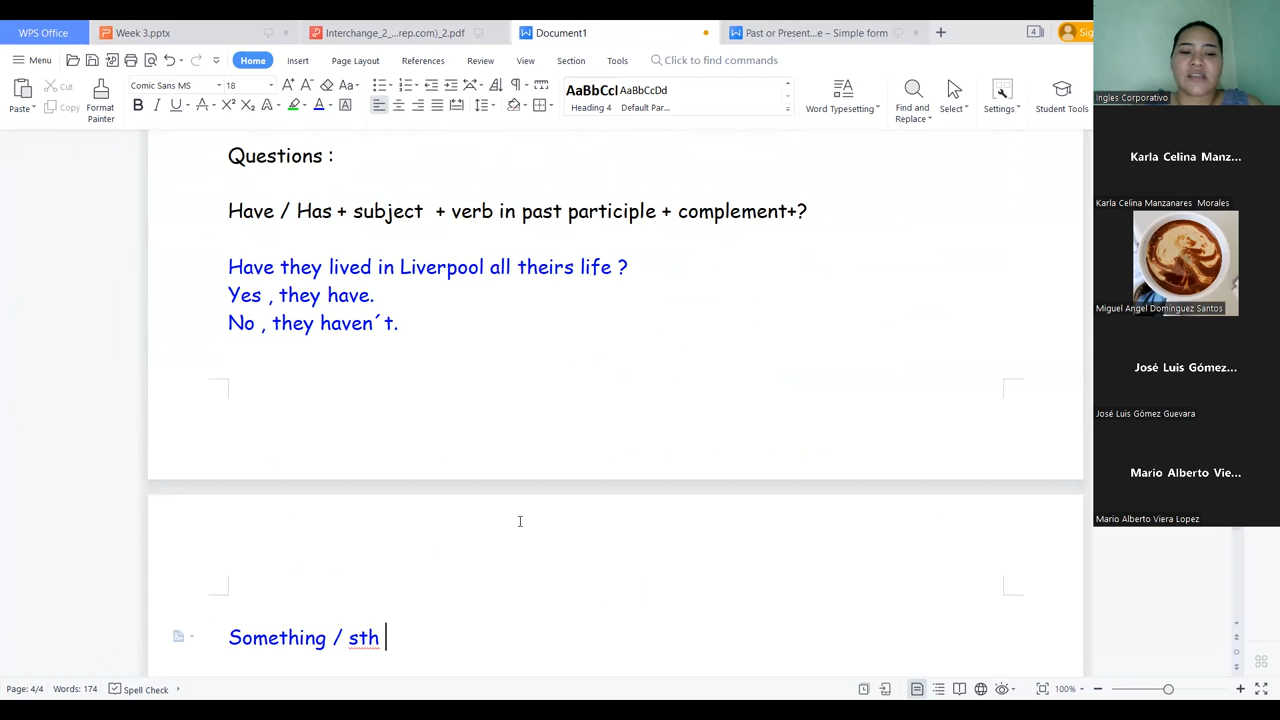 WPS Office
Week 3.pptx
Interchange_2_...rep.com)_2.pdf
Document1
Past or Present...e – Simple form
4
Sig
Menu
Home
Insert
Page Layout
References
Review
View
Section
Tools
Click to find commands
Paste
Cut
Copy
Format
Painter
Comic Sans MS
18
AaBbCcI
Heading 4
AaBbCcDd
Default Par...
Word Typesetting
Find and
Replace
Select
Settings
Student Tools
Questions :
Have / Has + subject + verb in past participle + complement+?
Have they lived in Liverpool all theirs life ?
Yes , they have.
No , they haven´t.
Something / sth
Page: 4/4
Words: 174
Spell Check
100%
Ingles Corporativo
Karla Celina Manz...
Karla Celina Manzanares Morales
Miguel Angel Domínguez Santos
José Luis Gómez...
José Luis Gómez Guevara
Mario Alberto Vie...
Mario Alberto Viera Lopez